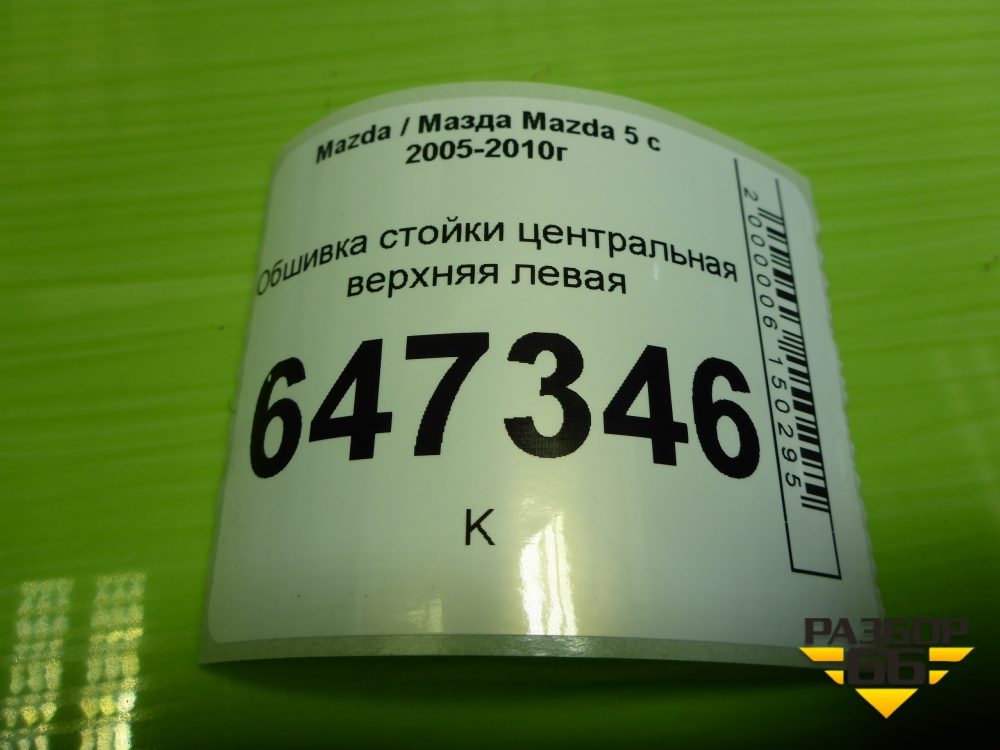 Mazda / Мазда Mazda 5 с
2005-2010г
Обшивка стойки центральная
верхняя левая
647346
К
2000006150295
РАЗБОР
66